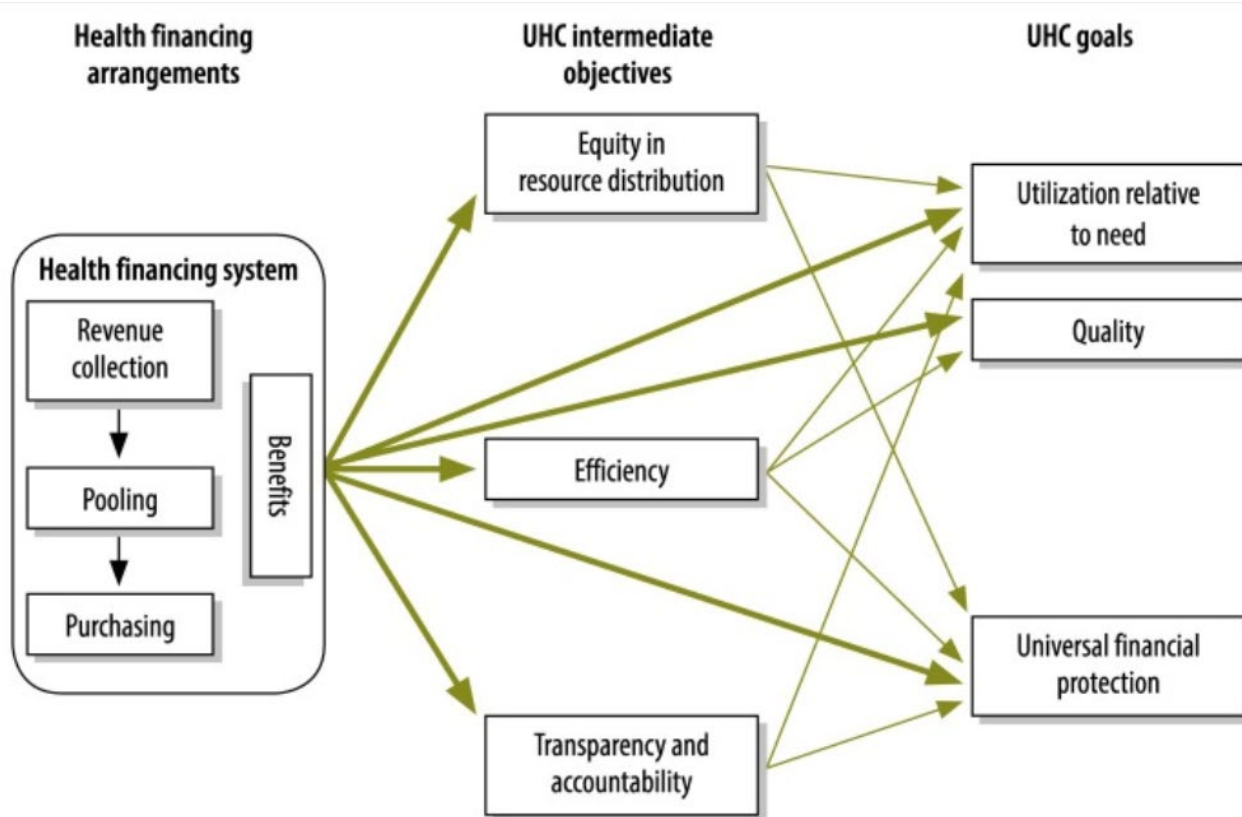 Health financing
arrangements
UHC intermediate
objectives
UHC goals
Health financing system
Revenue
collection
Pooling
Purchasing
Benefits
Equity in
resource distribution
Efficiency
Transparency and
accountability
Utilization relative
to need
Quality
Universal financial
protection